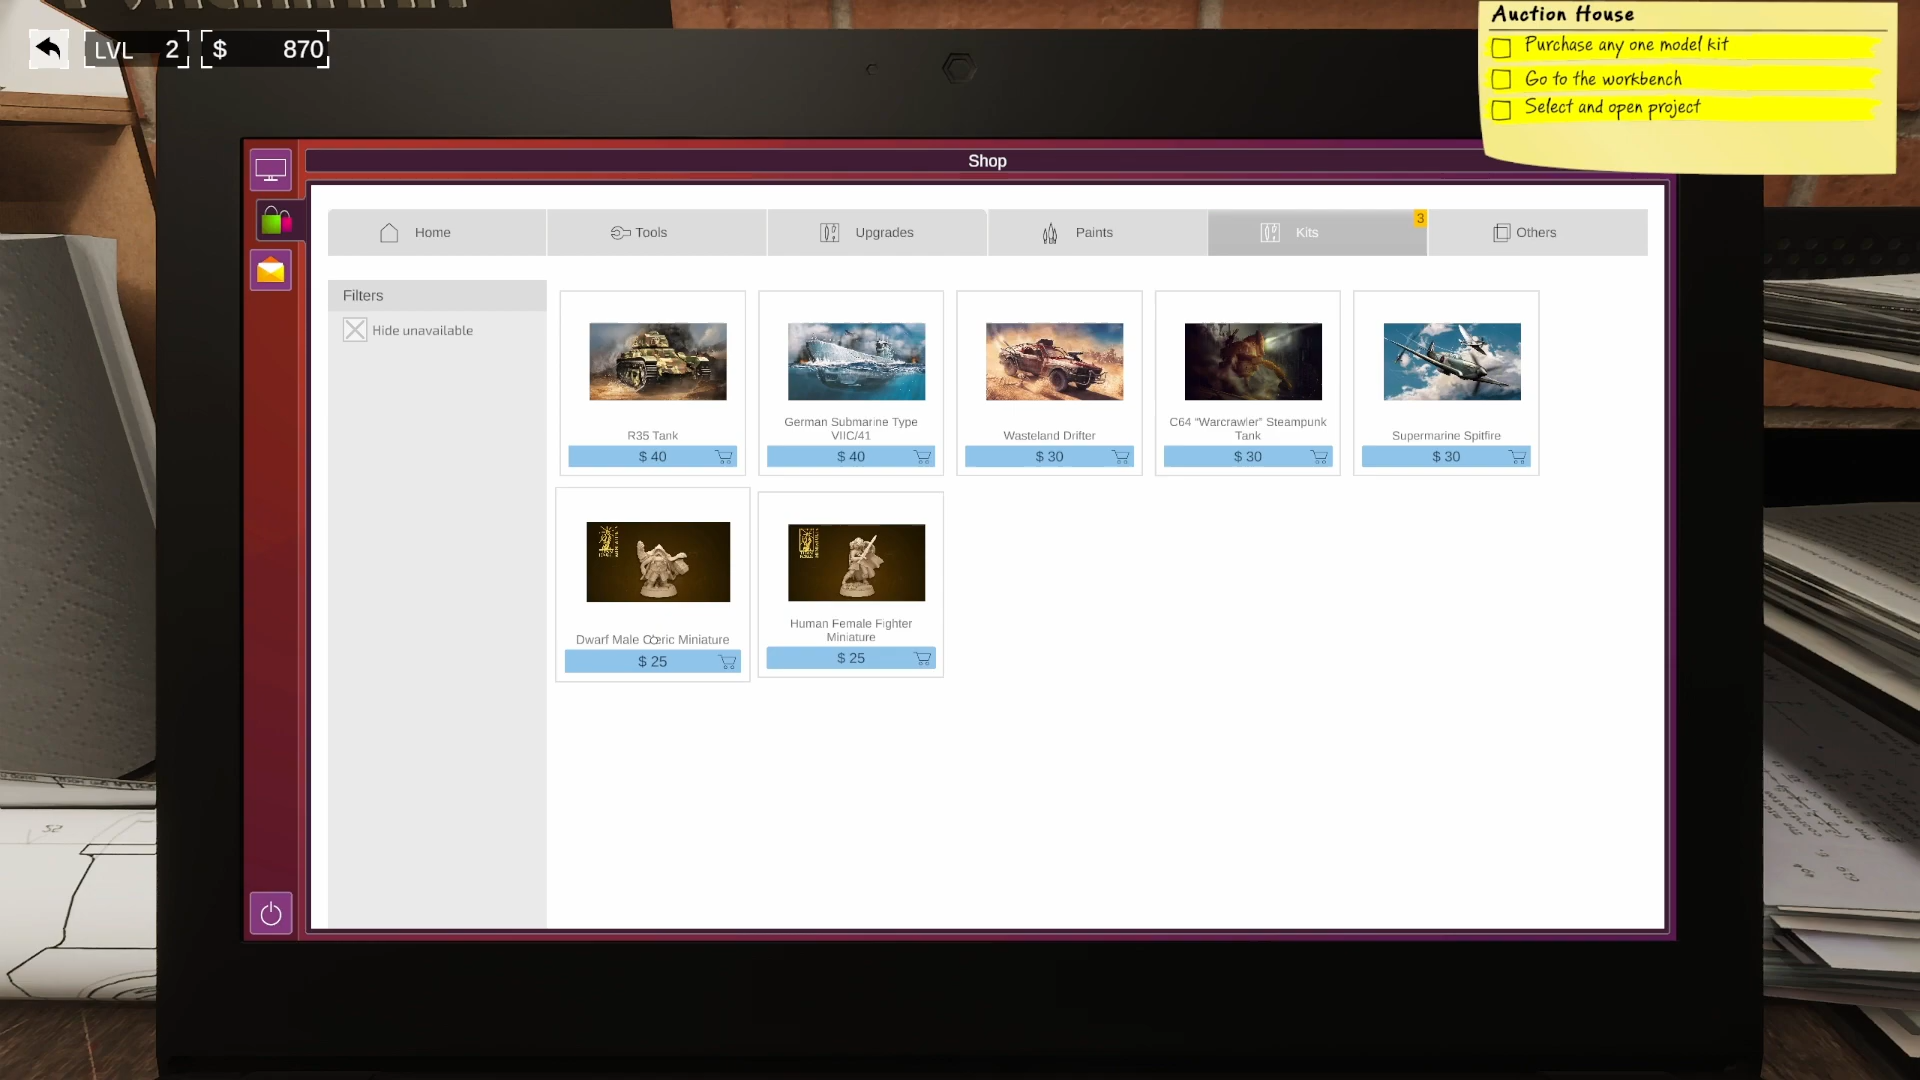 LVL 2 $ 870
Auction House
Purchase any one model kit
Go to the workbench
Select and open project
Shop
Home
Tools
Upgrades
Paints
Kits
3
Others
Filters
Hide unavailable
R35 Tank
$ 40
German Submarine Type
VIIC/41
$ 40
Wasteland Drifter
$ 30
C64 "Warcrawler" Steampunk
Tank
$ 30
Supermarine Spitfire
$ 30
Dwarf Male Cleric Miniature
$ 25
Human Female Fighter
Miniature
$ 25